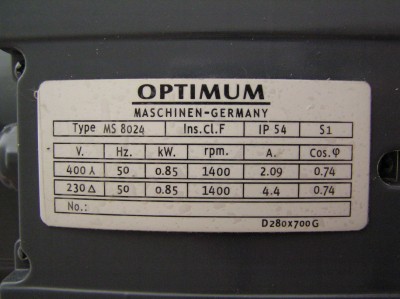 OPTIMUM
MASCHINEN-GERMANY
Type MS 8024 Ins.Cl.F IP 54 S1
V. Hz. kW. rpm. A. Cos.φ
400 ⅄ 50 0.85 1400 2.09 0.74
230 Δ 50 0.85 1400 4.4 0.74
No.:
D280x700G